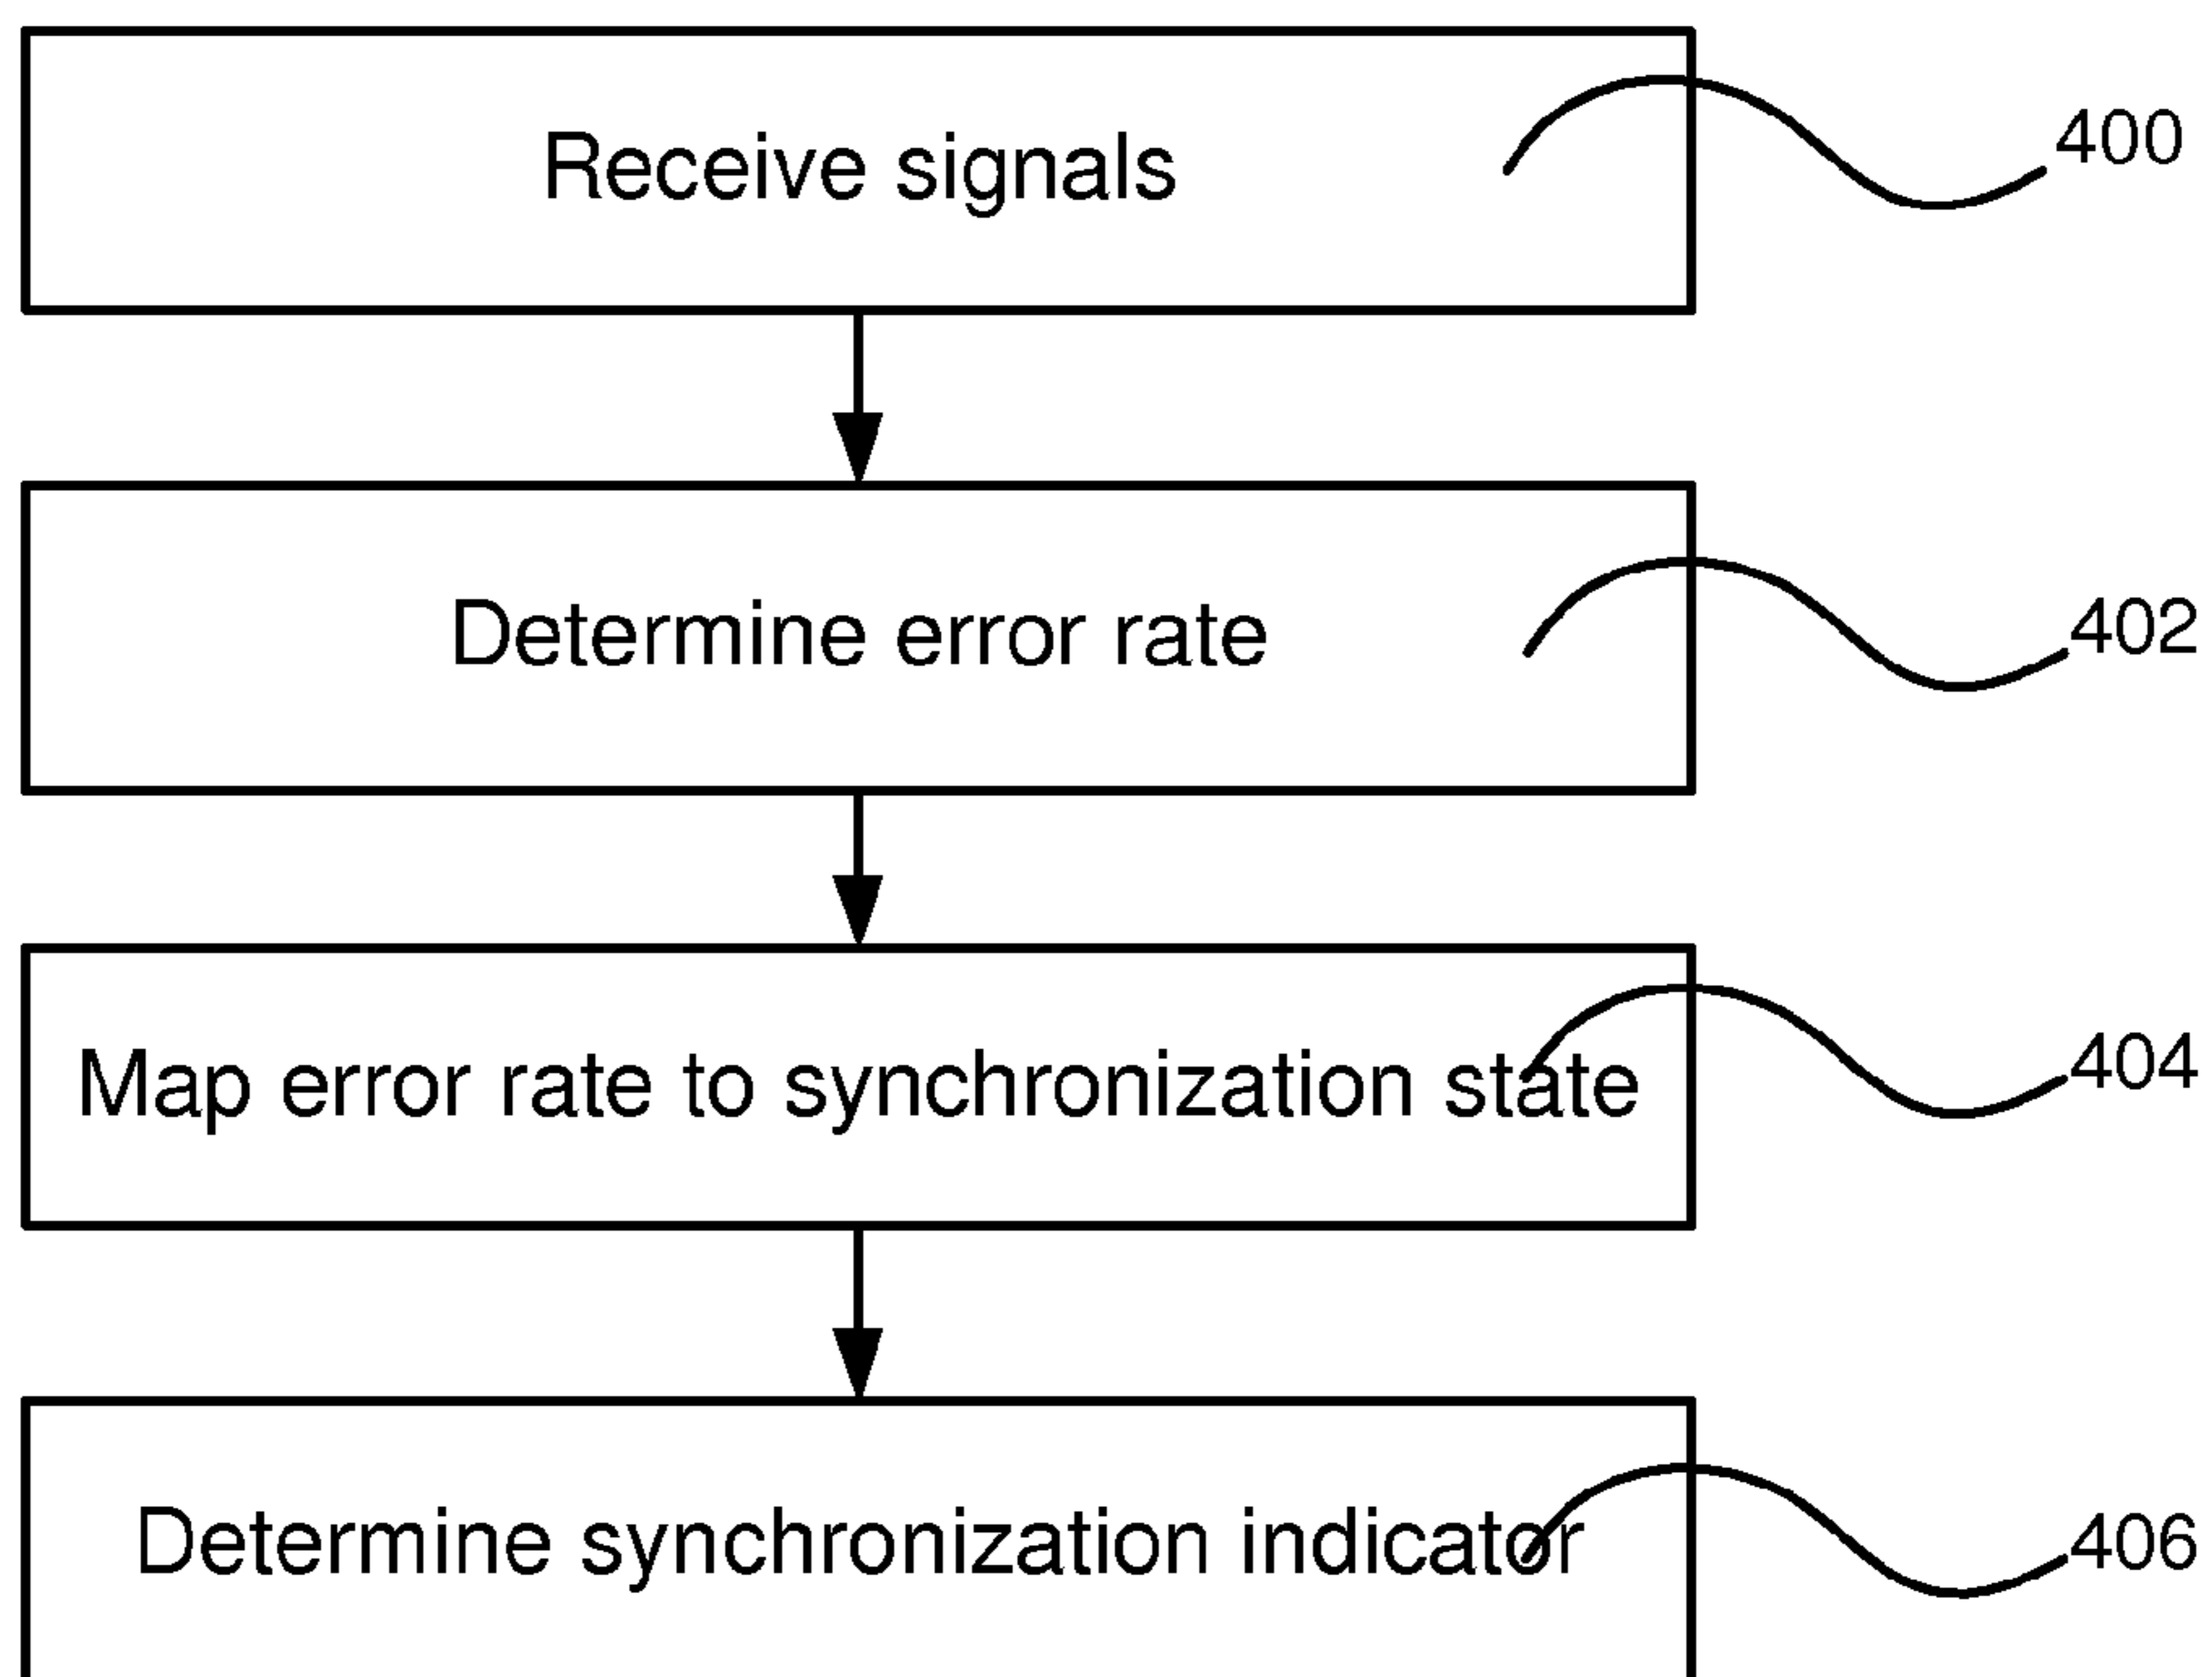 Receive signals
400
Determine error rate
402
Map error rate to synchronization state
404
Determine synchronization indicator
406